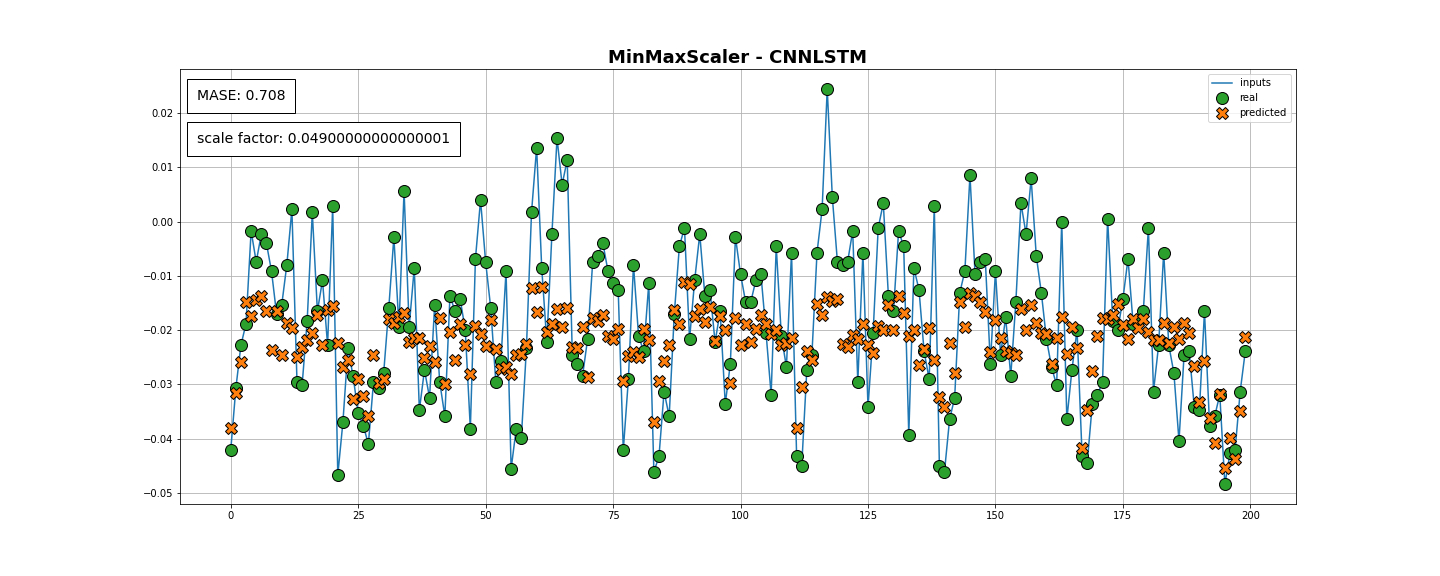 MinMaxScaler - CNNLSTM
MASE: 0.708
scale factor: 0.04900000000000001
inputs
real
predicted
0.02
0.01
0.00
−0.01
−0.02
−0.03
−0.04
−0.05
0 25 50 75 100 125 150 175 200